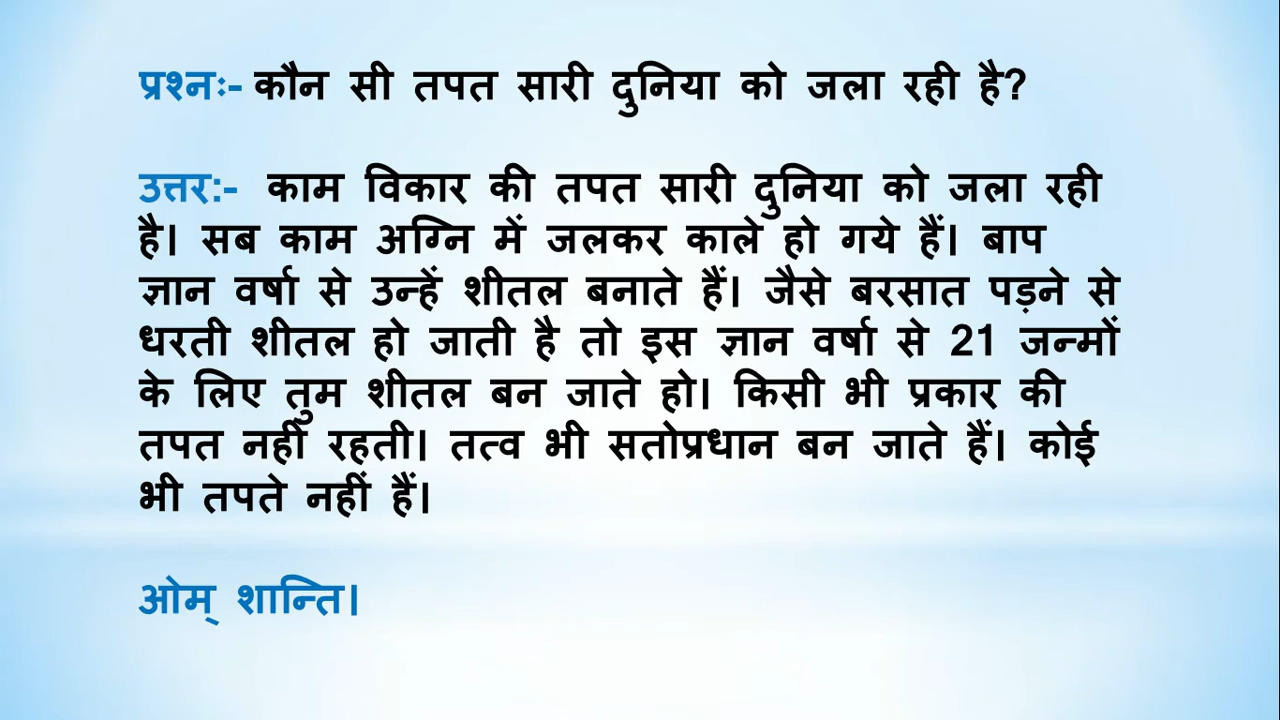 प्रश्नः- कौन सी तपत सारी दुनिया को जला रही है?
उत्तर:- काम विकार की तपत सारी दुनिया को जला रही
है। सब काम अग्नि में जलकर काले हो गये हैं। बाप
ज्ञान वर्षा से उन्हें शीतल बनाते हैं। जैसे बरसात पड़ने से
धरती शीतल हो जाती है तो इस ज्ञान वर्षा से 21 जन्मों
के लिए तुम शीतल बन जाते हो। किसी भी प्रकार की
तपत नहीं रहती। तत्व भी सतोप्रधान बन जाते हैं। कोई
भी तपते नहीं हैं।
ओम् शान्ति।